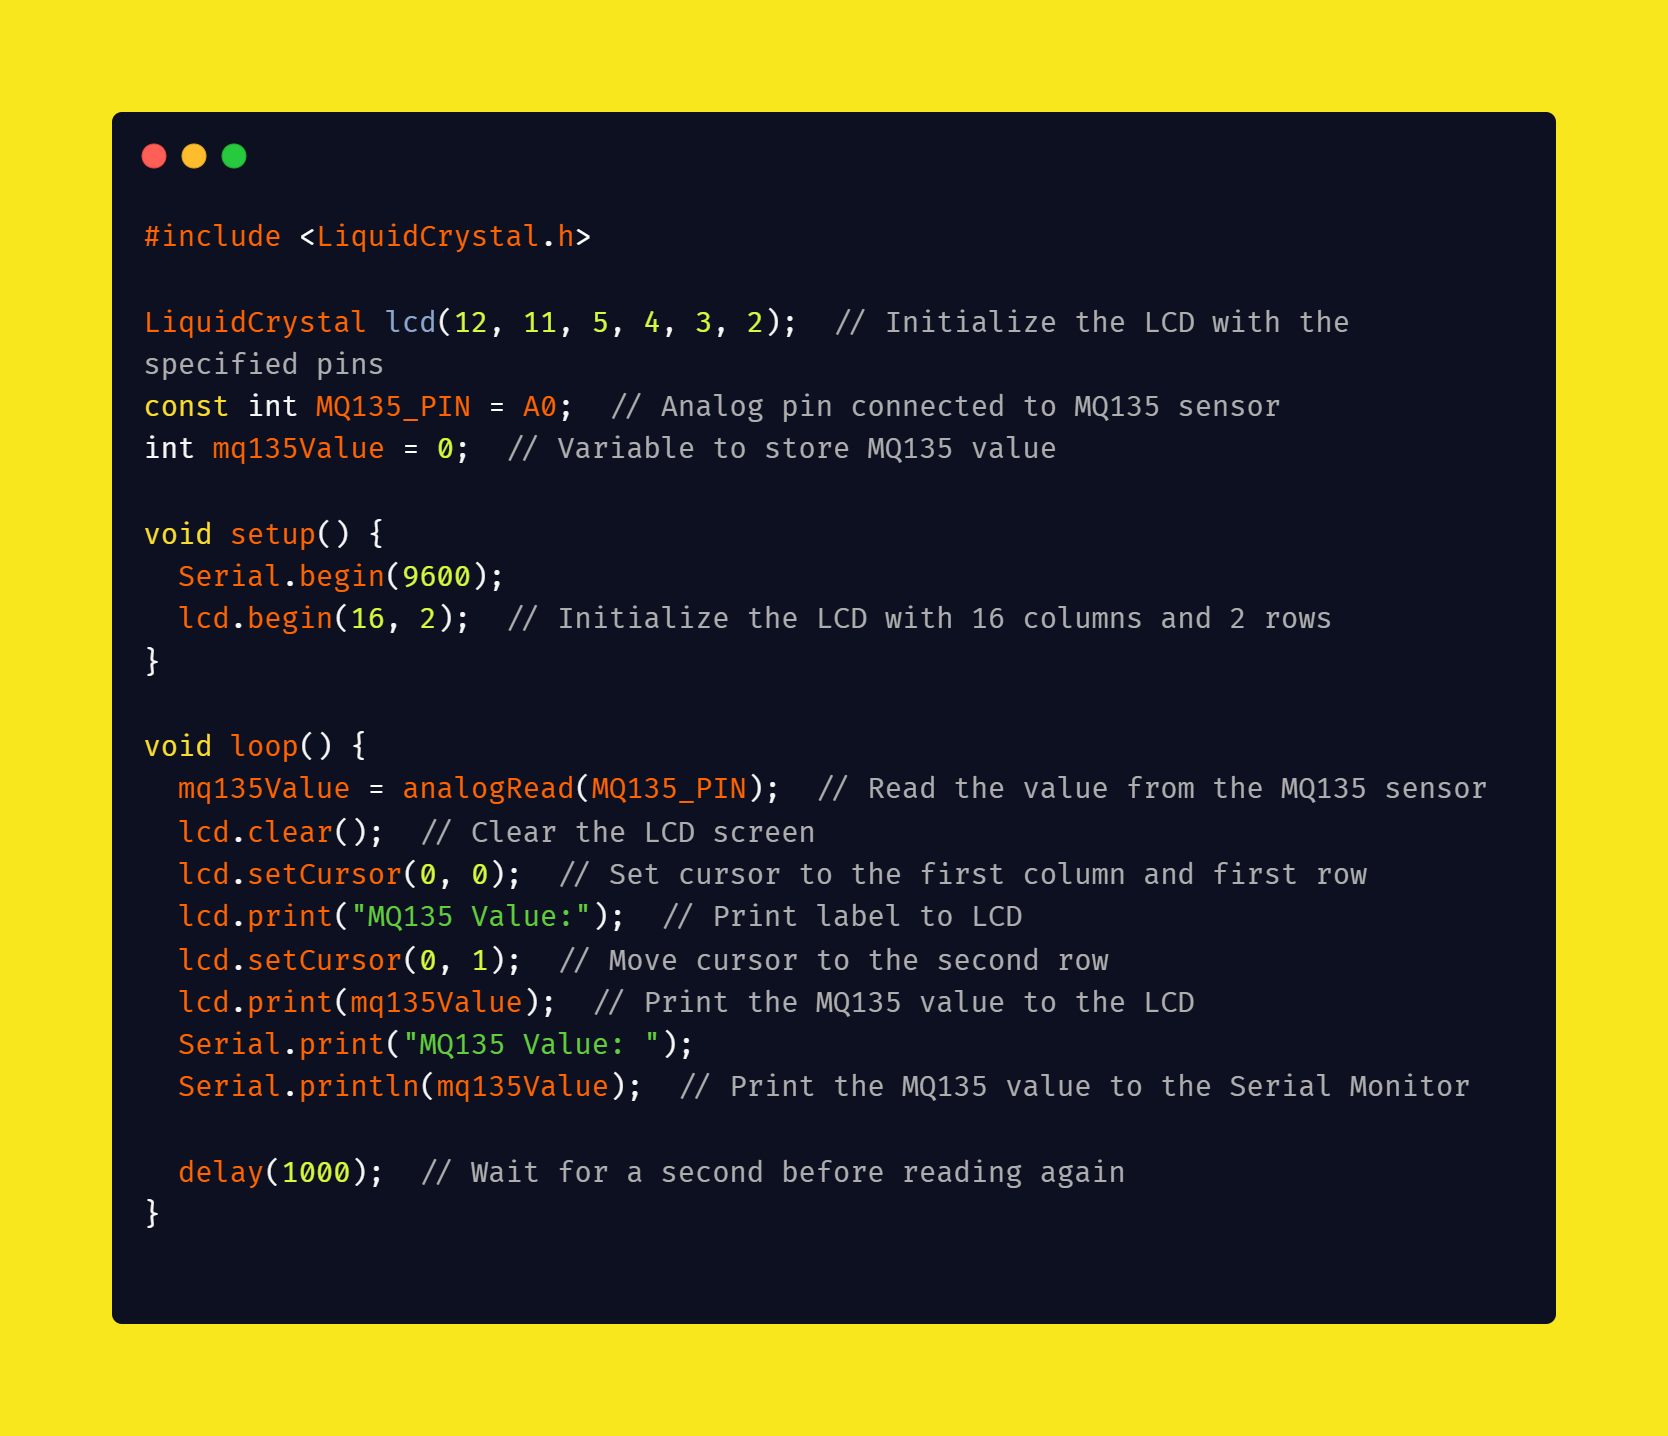 #include <LiquidCrystal.h>
LiquidCrystal lcd(12, 11, 5, 4, 3, 2);  // Initialize the LCD with the
specified pins
const int MQ135_PIN = A0;  // Analog pin connected to MQ135 sensor
int mq135Value = 0;  // Variable to store MQ135 value
void setup() {
  Serial.begin(9600);
  lcd.begin(16, 2);  // Initialize the LCD with 16 columns and 2 rows
}
void loop() {
  mq135Value = analogRead(MQ135_PIN);  // Read the value from the MQ135 sensor
  lcd.clear();  // Clear the LCD screen
  lcd.setCursor(0, 0);  // Set cursor to the first column and first row
  lcd.print("MQ135 Value:");  // Print label to LCD
  lcd.setCursor(0, 1);  // Move cursor to the second row
  lcd.print(mq135Value);  // Print the MQ135 value to the LCD
  Serial.print("MQ135 Value: ");
  Serial.println(mq135Value);  // Print the MQ135 value to the Serial Monitor
  delay(1000);  // Wait for a second before reading again
}